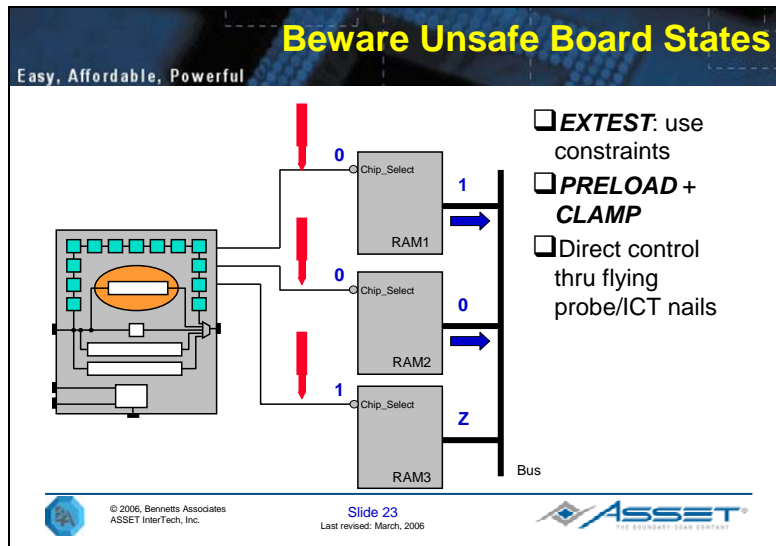 Beware Unsafe Board States
Easy, Affordable, Powerful
0
Chip_Select
1
RAM1
0
Chip_Select
0
RAM2
1
Chip_Select
Z
RAM3
Bus
❑EXTEST: use
constraints
❑PRELOAD +
CLAMP
❑Direct control
thru flying
probe/ICT nails
BA
© 2006, Bennetts Associates
ASSET InterTech, Inc.
Slide 23
Last revised: March, 2006
ASSET
THE BOUNDARY-SCAN COMPANY